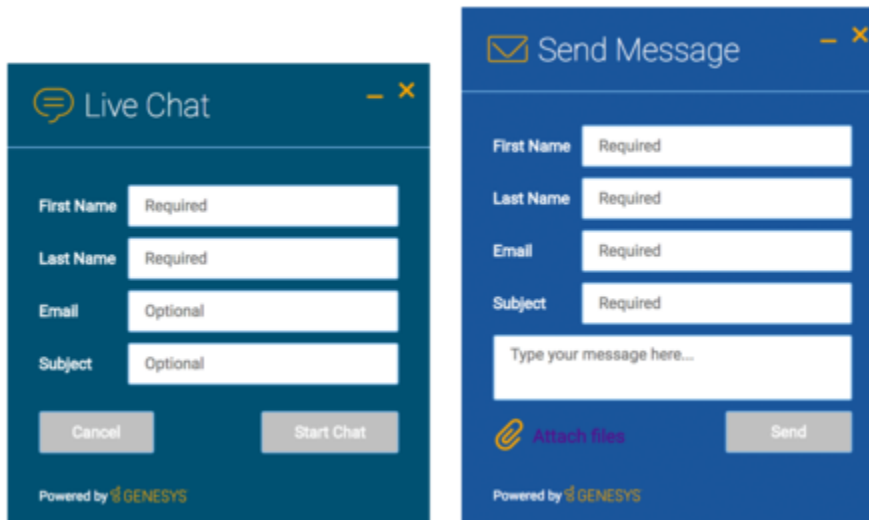 Live Chat
First Name Required
Last Name Required
Email Optional
Subject Optional
Cancel Start Chat
Powered by GENESYS
Send Message
First Name Required
Last Name Required
Email Required
Subject Required
Type your message here...
Attach files Send
Powered by GENESYS